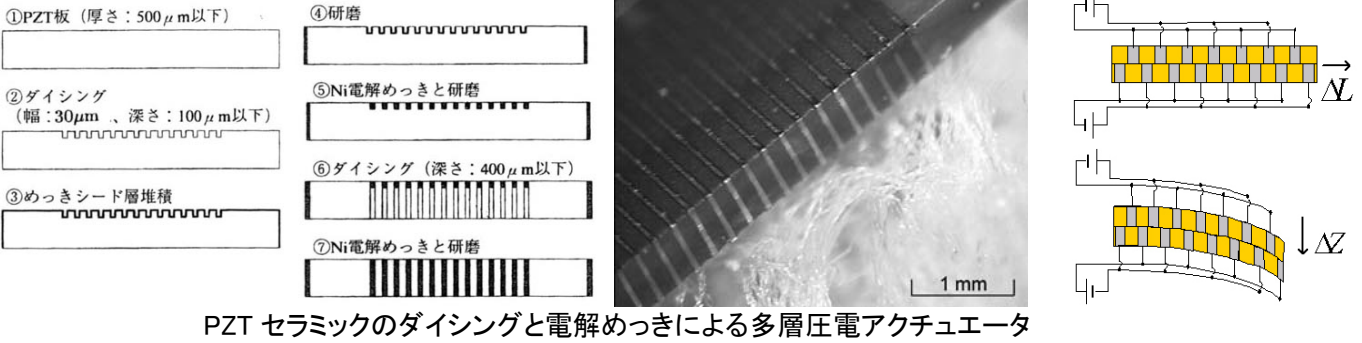 ①PZT板（厚さ：500μm以下）
②ダイシング
（幅：30μm 、深さ：100μm以下）
③めっきシード層堆積
④研磨
⑤Ni電解めっきと研磨
⑥ダイシング（深さ：400μm以下）
⑦Ni電解めっきと研磨
1 mm
ΔL
ΔZ
PZT セラミックのダイシングと電解めっきによる多層圧電アクチュエータ